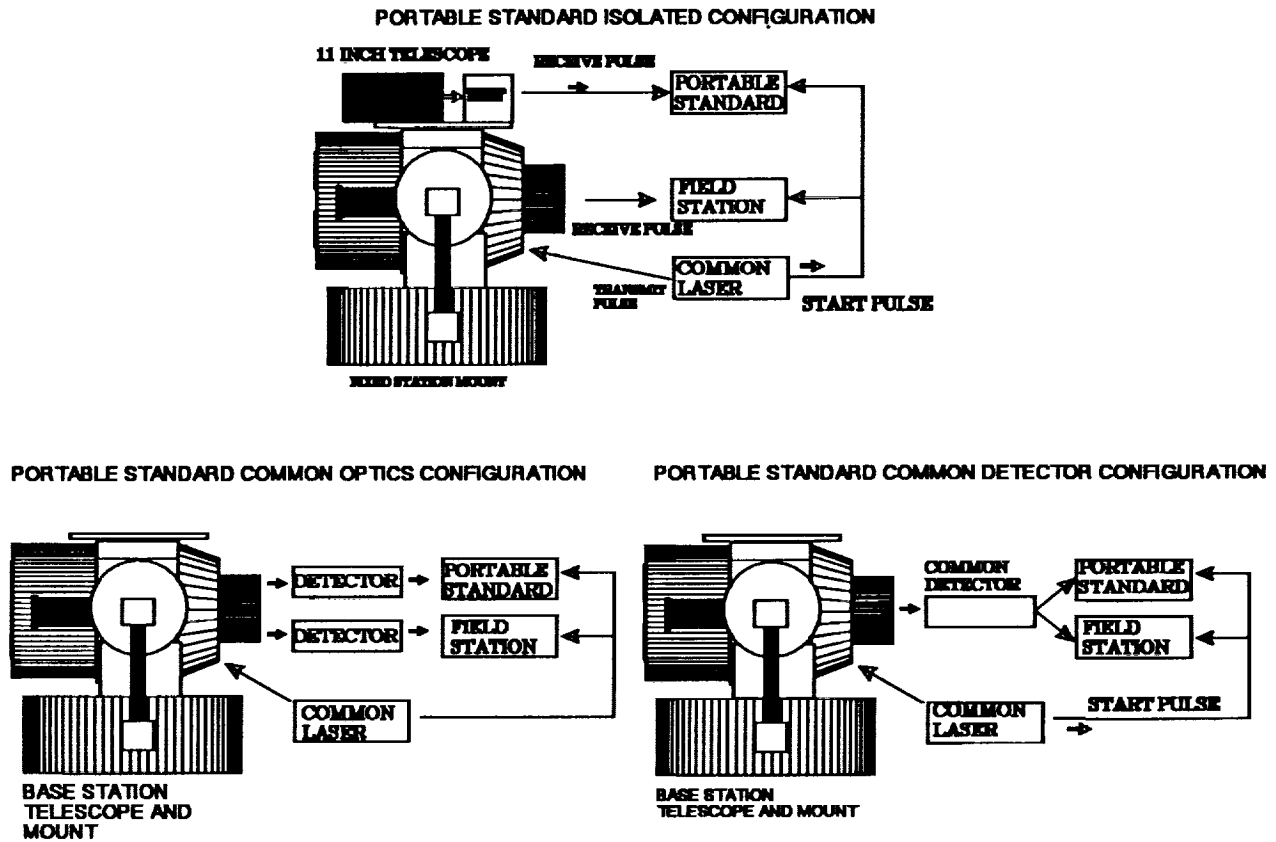 PORTABLE STANDARD ISOLATED CONFIGURATION
11 INCH TELESCOPE
RECEIVE PULSE
PORTABLE
STANDARD
FIELD
STATION
RECEIVE PULSE
COMMON
LASER
TRANSMIT
PULSE
START PULSE
FIXED STATION MOUNT
PORTABLE STANDARD COMMON OPTICS CONFIGURATION
DETECTOR
PORTABLE
STANDARD
DETECTOR
FIELD
STATION
COMMON
LASER
BASE STATION
TELESCOPE AND
MOUNT
PORTABLE STANDARD COMMON DETECTOR CONFIGURATION
COMMON
DETECTOR
PORTABLE
STANDARD
FIELD
STATION
COMMON
LASER
START PULSE
BASE STATION
TELESCOPE AND MOUNT